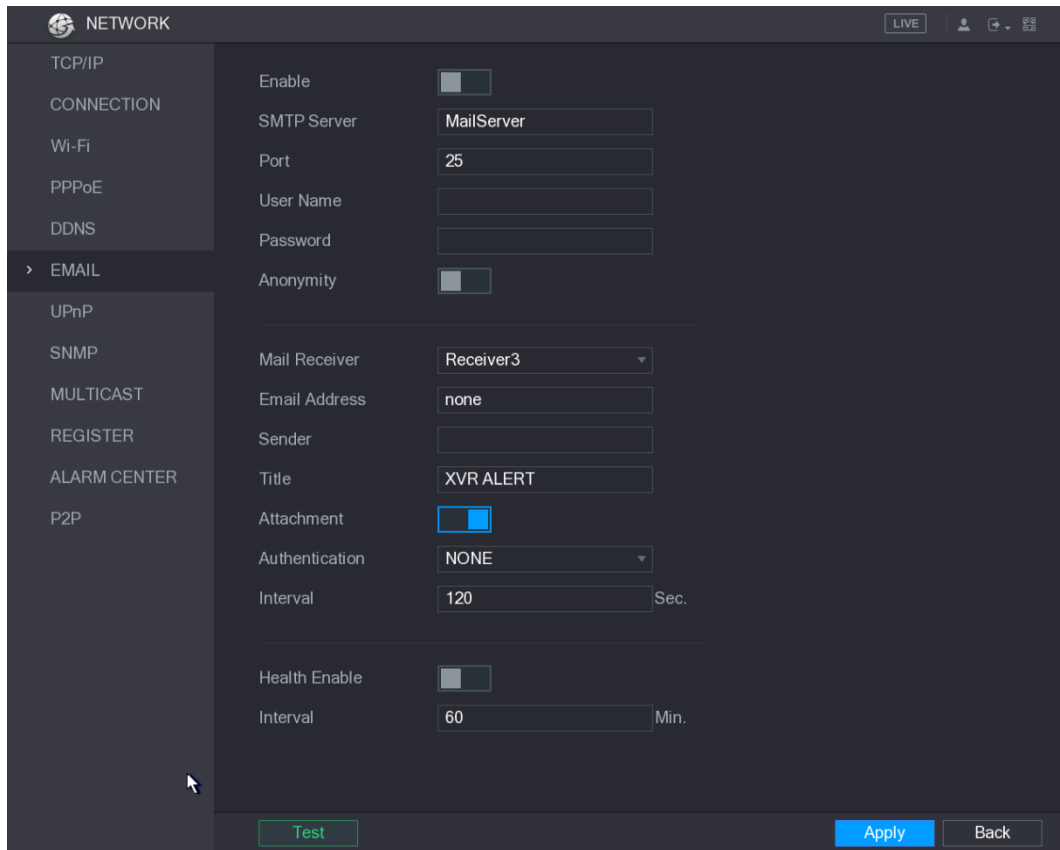 NETWORK
LIVE
TCP/IP
CONNECTION
Wi-Fi
PPPoE
DDNS
EMAIL
UPnP
SNMP
MULTICAST
REGISTER
ALARM CENTER
P2P
Enable
SMTP Server MailServer
Port 25
User Name
Password
Anonymity
Mail Receiver Receiver3
Email Address none
Sender
Title XVR ALERT
Attachment
Authentication NONE
Interval 120 Sec.
Health Enable
Interval 60 Min.
Test Apply Back